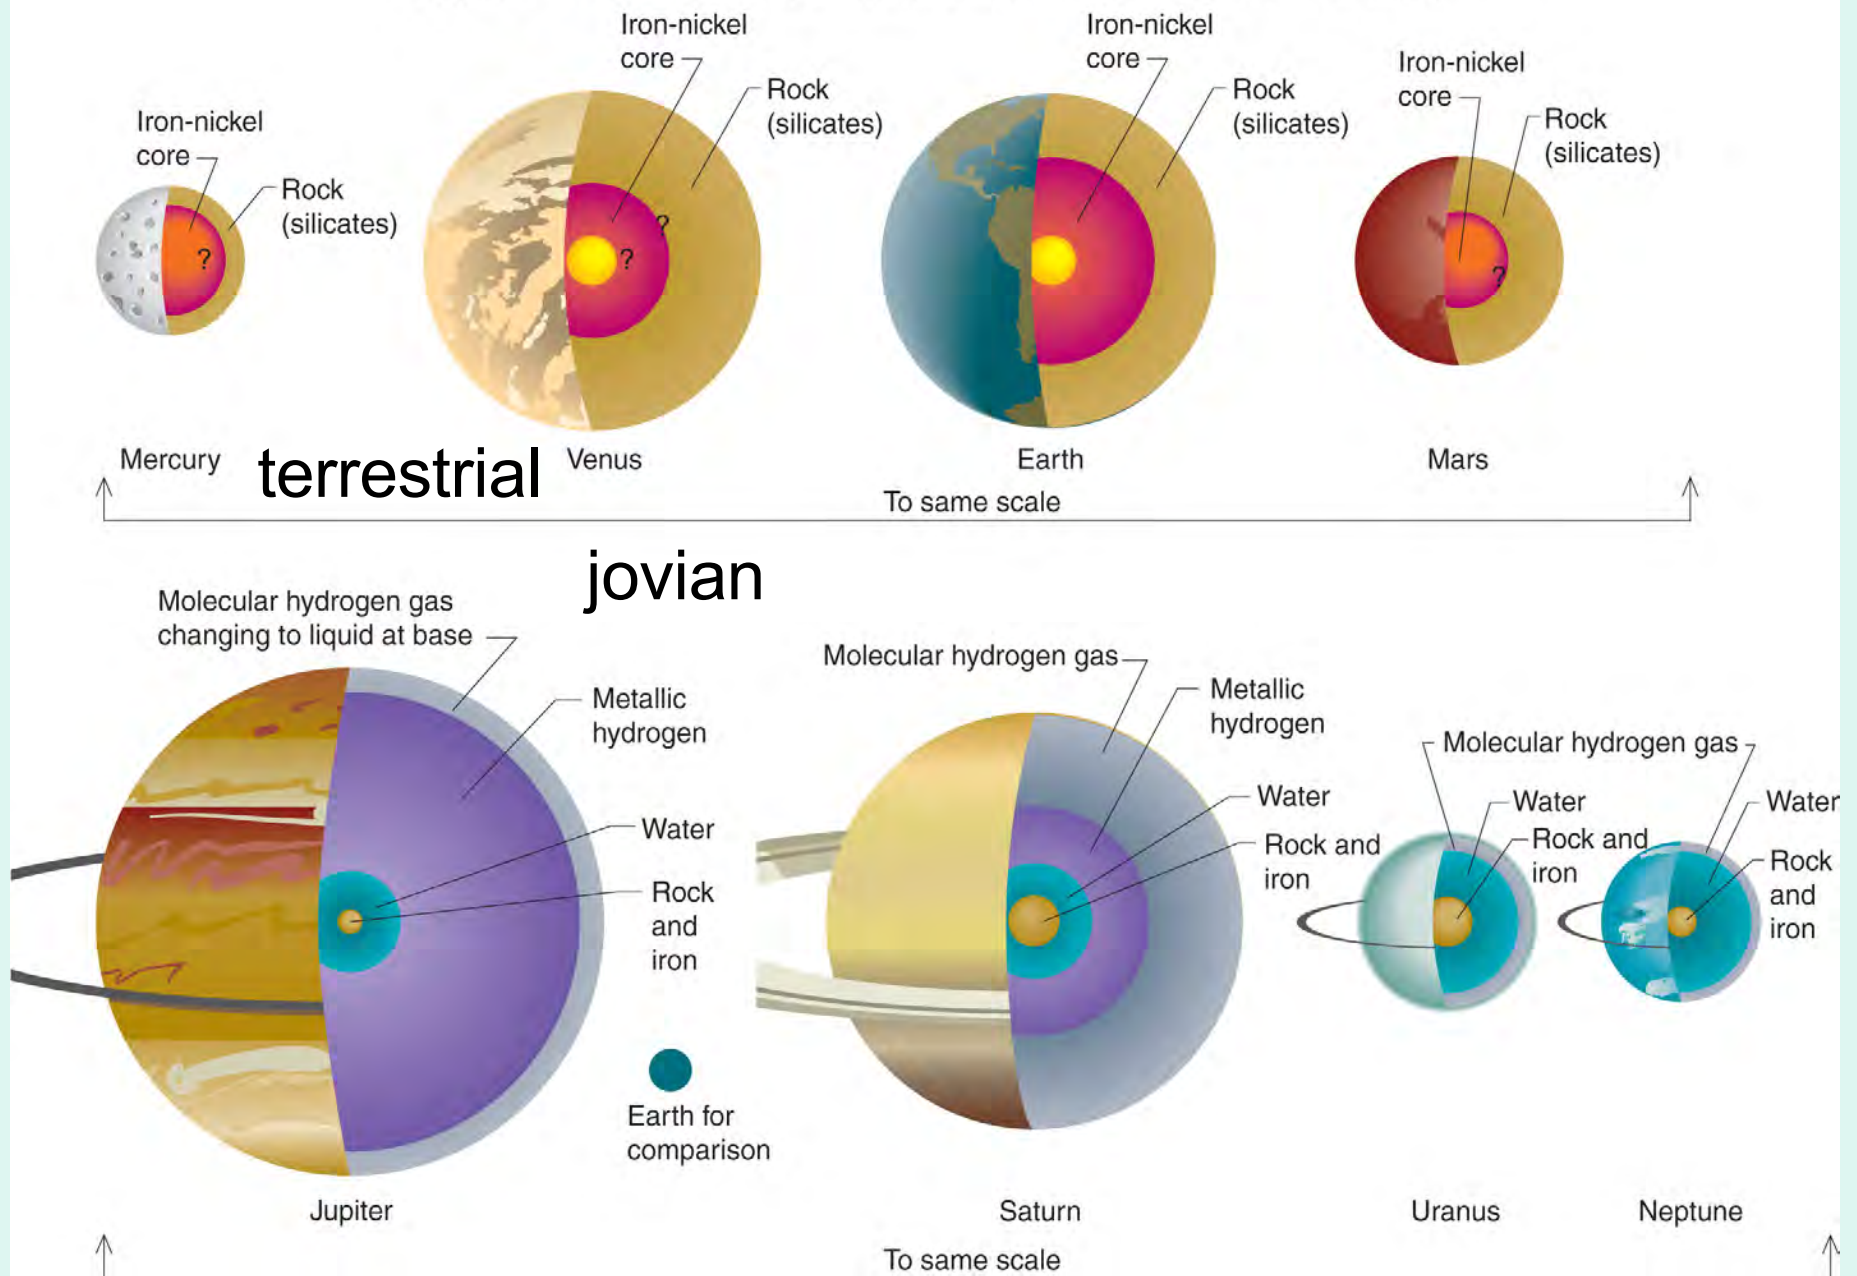 Iron-nickel
core
Rock
(silicates)
?
Mercury
Iron-nickel
core
Rock
(silicates)
?
?
Venus
Iron-nickel
core
Rock
(silicates)
Earth
Iron-nickel
core
Rock
(silicates)
?
Mars
terrestrial
To same scale
jovian
Molecular hydrogen gas
changing to liquid at base
Metallic
hydrogen
Water
Rock
and
iron
Earth for
comparison
Jupiter
Molecular hydrogen gas
Metallic
hydrogen
Water
Rock and
iron
Saturn
Molecular hydrogen gas
Water
Rock and
iron
Uranus
Water
Rock
and
iron
Neptune
To same scale